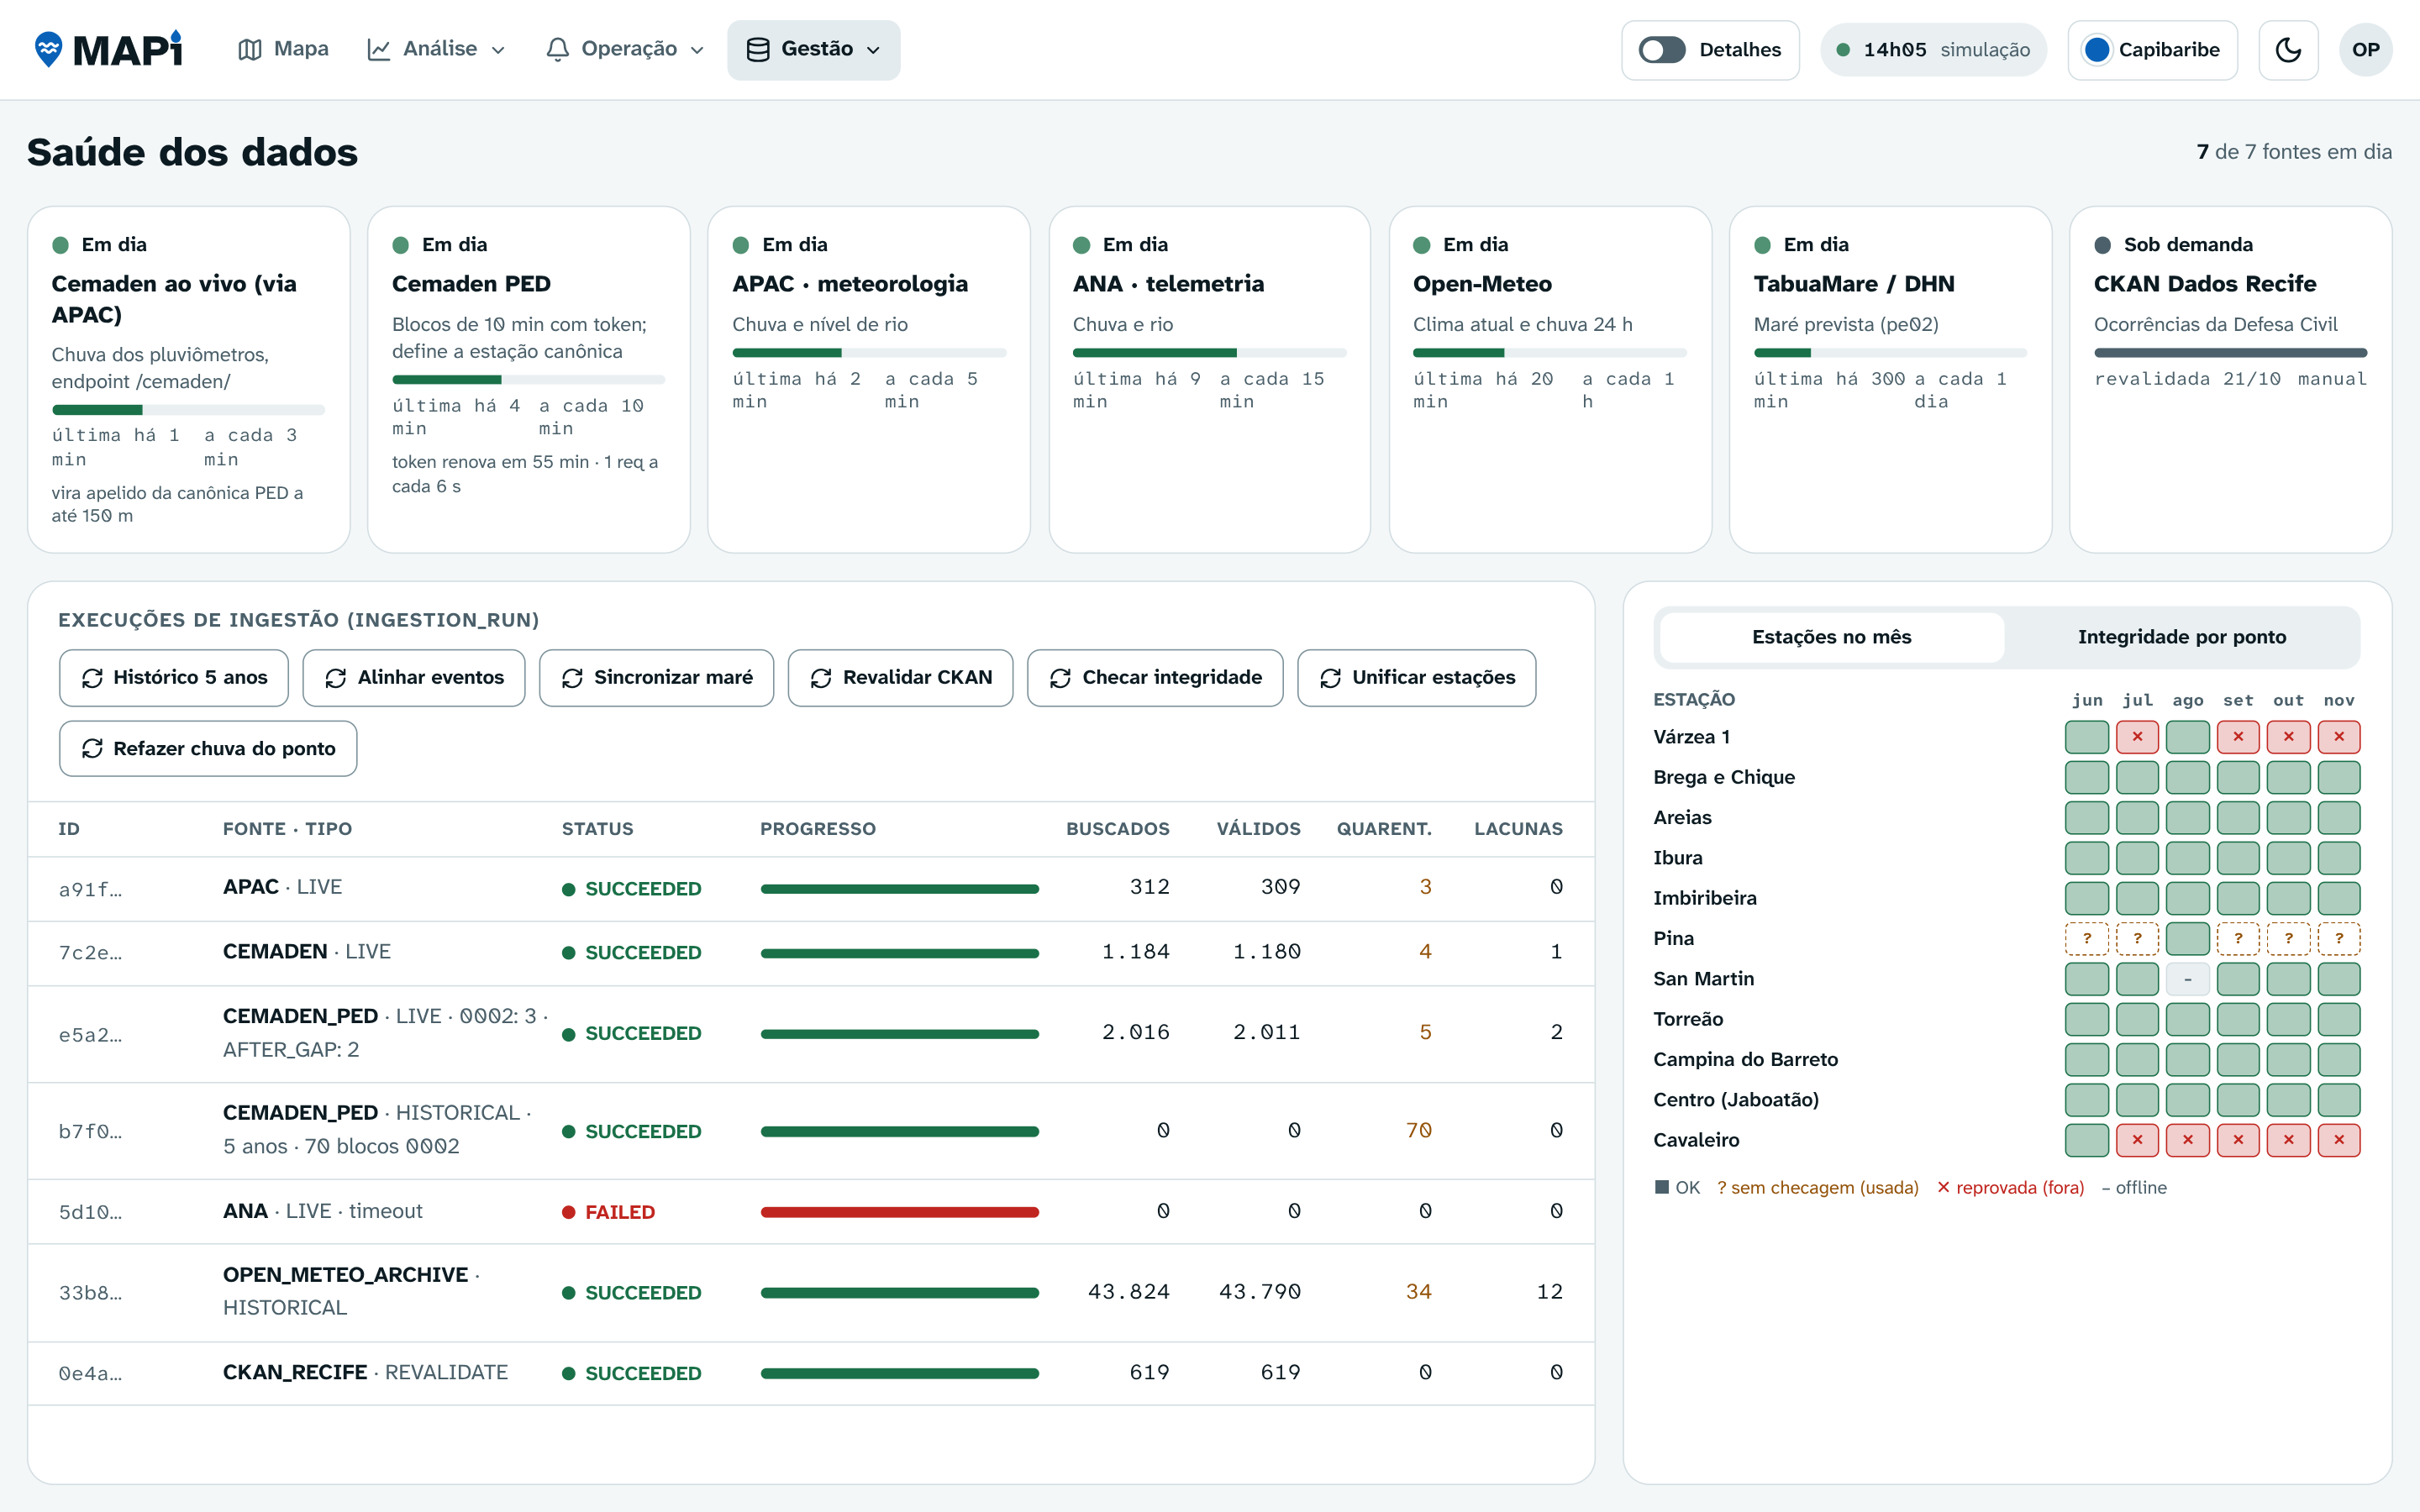 MAPi
Mapa
Análise
Operação
Gestão
Detalhes
14h05 simulação
Capibaribe
OP
Saúde dos dados
7 de 7 fontes em dia
Em dia
Cemaden ao vivo (via
APAC)
Chuva dos pluviômetros,
endpoint /cemaden/
última há 1
min
a cada 3
min
vira apelido da canônica PED a
até 150 m
Em dia
Cemaden PED
Blocos de 10 min com token;
define a estação canônica
última há 4
min
a cada 10
min
token renova em 55 min · 1 req a
cada 6 s
Em dia
APAC · meteorologia
Chuva e nível de rio
última há 2
min
a cada 5
min
Em dia
ANA · telemetria
Chuva e rio
última há 9
min
a cada 15
min
Em dia
Open-Meteo
Clima atual e chuva 24 h
última há 20
min
a cada 1
h
Em dia
TabuaMare / DHN
Maré prevista (pe02)
última há 300
min
a cada 1
dia
Sob demanda
CKAN Dados Recife
Ocorrências da Defesa Civil
revalidada 21/10 manual
EXECUÇÕES DE INGESTÃO (INGESTION_RUN)
Histórico 5 anos
Alinhar eventos
Sincronizar maré
Revalidar CKAN
Checar integridade
Unificar estações
Refazer chuva do ponto
ID FONTE · TIPO STATUS PROGRESSO BUSCADOS VÁLIDOS QUARENT. LACUNAS
a91f… APAC · LIVE SUCCEEDED 312 309 3 0
7c2e… CEMADEN · LIVE SUCCEEDED 1.184 1.180 4 1
e5a2… CEMADEN_PED · LIVE · 0002: 3 ·
AFTER_GAP: 2 SUCCEEDED 2.016 2.011 5 2
b7f0… CEMADEN_PED · HISTORICAL ·
5 anos · 70 blocos 0002 SUCCEEDED 0 0 70 0
5d10… ANA · LIVE · timeout FAILED 0 0 0 0
33b8… OPEN_METEO_ARCHIVE ·
HISTORICAL SUCCEEDED 43.824 43.790 34 12
0e4a… CKAN_RECIFE · REVALIDATE SUCCEEDED 619 619 0 0
Estações no mês
Integridade por ponto
ESTAÇÃO jun jul ago set out nov
Várzea 1 × × × ×
Brega e Chique
Areias
Ibura
Imbiribeira
Pina ? ? ? ? ?
San Martin –
Torreão
Campina do Barreto
Centro (Jaboatão)
Cavaleiro × × × × ×
OK ? sem checagem (usada) × reprovada (fora) – offline